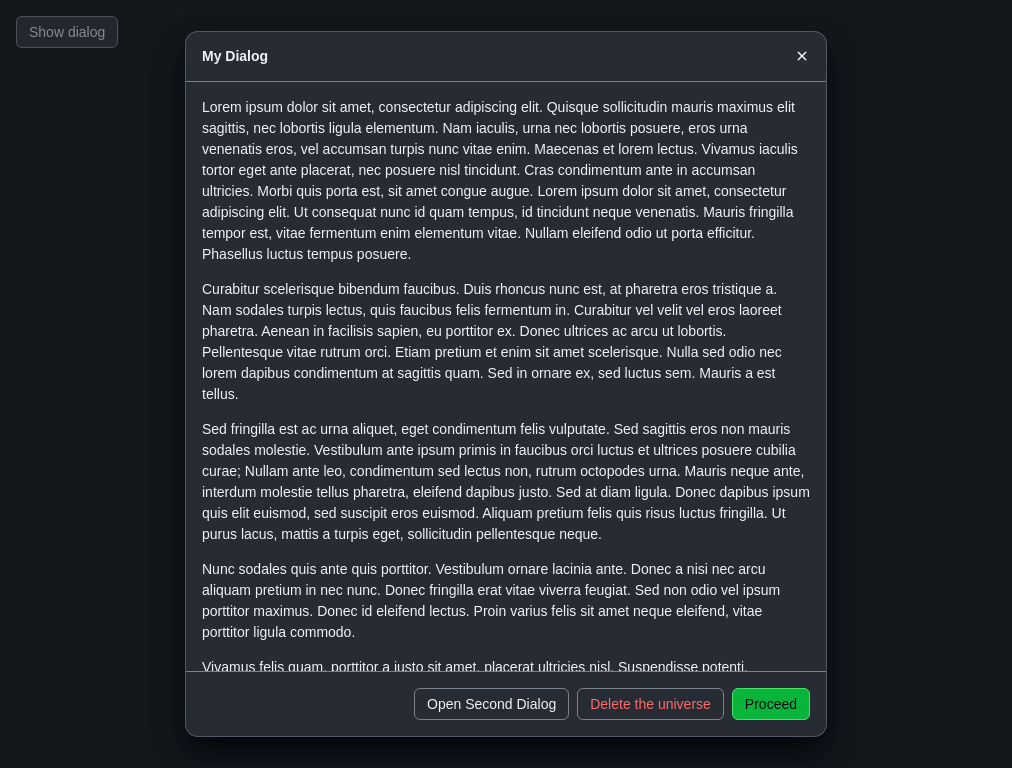 Show dialog
My Dialog
Lorem ipsum dolor sit amet, consectetur adipiscing elit. Quisque sollicitudin mauris maximus elit
sagittis, nec lobortis ligula elementum. Nam iaculis, urna nec lobortis posuere, eros urna
venenatis eros, vel accumsan turpis nunc vitae enim. Maecenas et lorem lectus. Vivamus iaculis
tortor eget ante placerat, nec posuere nisl tincidunt. Cras condimentum ante in accumsan
ultricies. Morbi quis porta est, sit amet congue augue. Lorem ipsum dolor sit amet, consectetur
adipiscing elit. Ut consequat nunc id quam tempus, id tincidunt neque venenatis. Mauris fringilla
tempor est, vitae fermentum enim elementum vitae. Nullam eleifend odio ut porta efficitur.
Phasellus luctus tempus posuere.
Curabitur scelerisque bibendum faucibus. Duis rhoncus nunc est, at pharetra eros tristique a.
Nam sodales turpis lectus, quis faucibus felis fermentum in. Curabitur vel velit vel eros laoreet
pharetra. Aenean in facilisis sapien, eu porttitor ex. Donec ultrices ac arcu ut lobortis.
Pellentesque vitae rutrum orci. Etiam pretium et enim sit amet scelerisque. Nulla sed odio nec
lorem dapibus condimentum at sagittis quam. Sed in ornare ex, sed luctus sem. Mauris a est
tellus.
Sed fringilla est ac urna aliquet, eget condimentum felis vulputate. Sed sagittis eros non mauris
sodales molestie. Vestibulum ante ipsum primis in faucibus orci luctus et ultrices posuere cubilia
curae; Nullam ante leo, condimentum sed lectus non, rutrum octopodes urna. Mauris neque ante,
interdum molestie tellus pharetra, eleifend dapibus justo. Sed at diam ligula. Donec dapibus ipsum
quis elit euismod, sed suscipit eros euismod. Aliquam pretium felis quis risus luctus fringilla. Ut
purus lacus, mattis a turpis eget, sollicitudin pellentesque neque.
Nunc sodales quis ante quis porttitor. Vestibulum ornare lacinia ante. Donec a nisi nec arcu
aliquam pretium in nec nunc. Donec fringilla erat vitae viverra feugiat. Sed non odio vel ipsum
porttitor maximus. Donec id eleifend lectus. Proin varius felis sit amet neque eleifend, vitae
porttitor ligula commodo.
Vivamus felis quam, porttitor a justo sit amet, placerat ultricies nisl. Suspendisse potenti.
Open Second Dialog
Delete the universe
Proceed